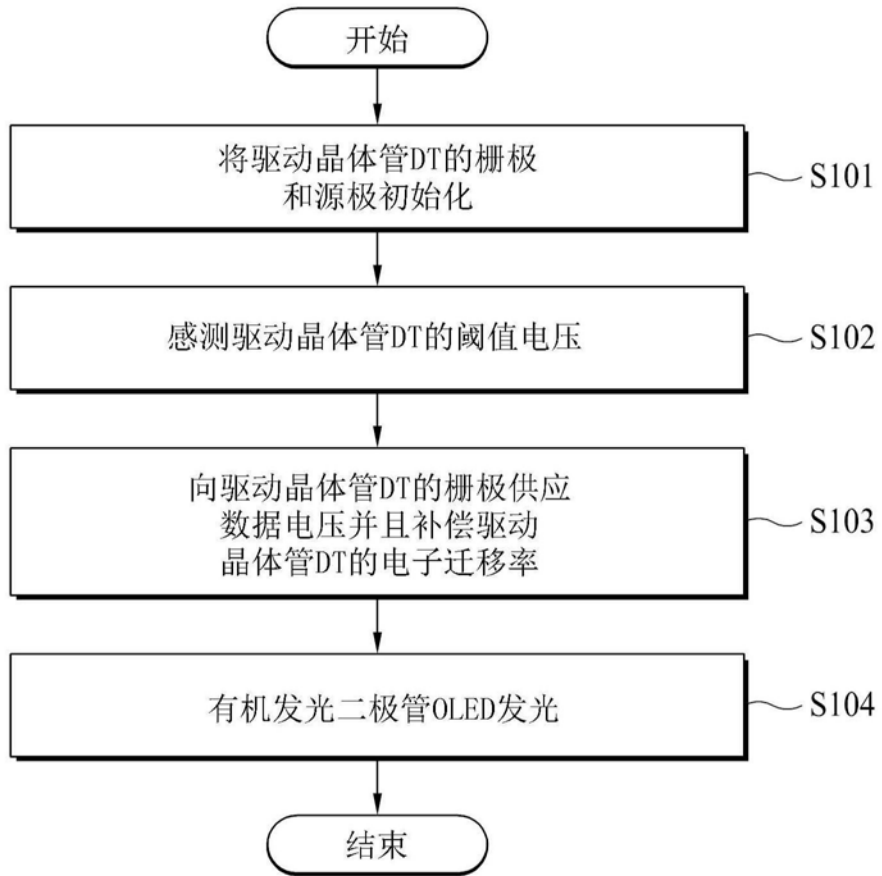 开始
将驱动晶体管DT的栅极
和源极初始化
S101
感测驱动晶体管DT的阈值电压
S102
向驱动晶体管DT的栅极供应
数据电压并且补偿驱动
晶体管DT的电子迁移率
S103
有机发光二极管OLED发光
S104
结束